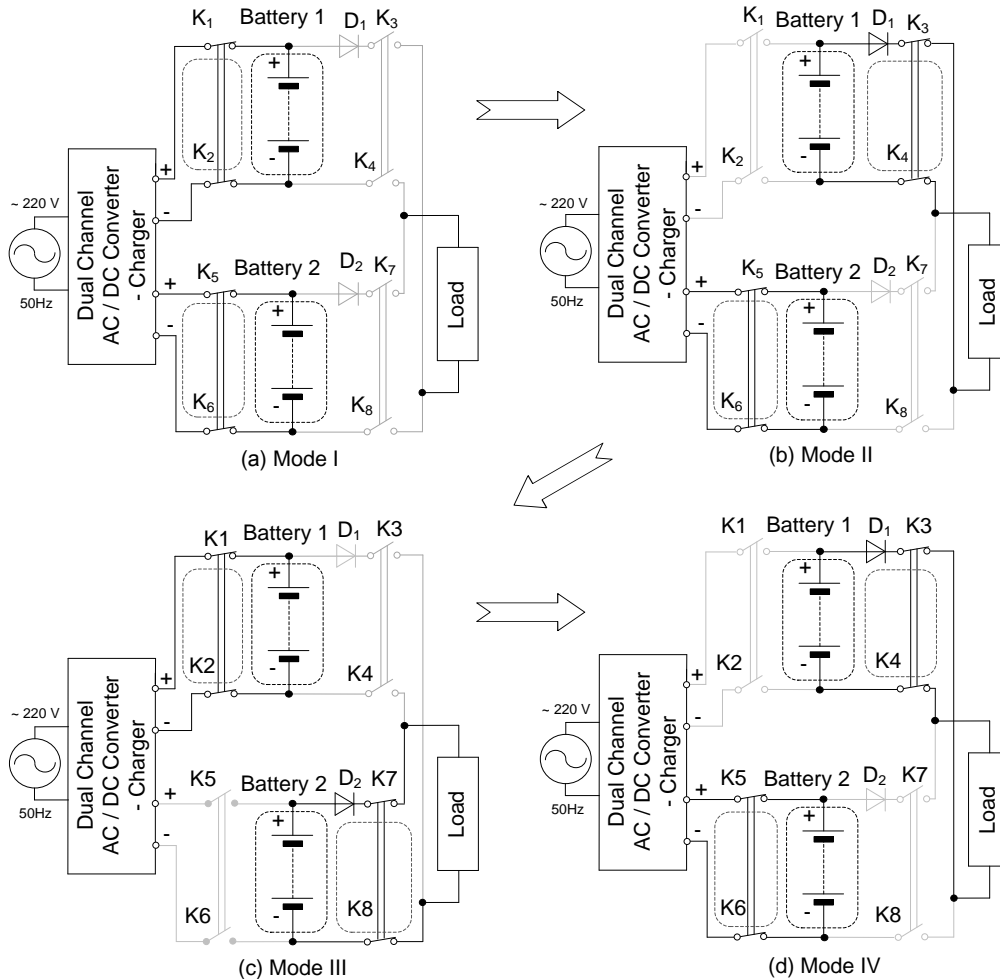 K1 Battery 1 D1 K3
+
K2
K4
-
+
-
~ 220 V
50Hz
Dual Channel
AC / DC Converter
- Charger
K5 Battery 2 D2 K7
+
-
+
K6
K8
-
Load
(a) Mode I
K1 Battery 1 D1 K3
+
K2
K4
-
+
-
~ 220 V
50Hz
Dual Channel
AC / DC Converter
- Charger
K5 Battery 2 D2 K7
+
-
+
K6
K8
-
Load
(b) Mode II
K1 Battery 1 D1 K3
+
K2
K4
-
+
-
~ 220 V
50Hz
Dual Channel
AC / DC Converter
- Charger
K5 Battery 2 D2 K7
+
-
+
K6
K8
-
Load
(c) Mode III
K1 Battery 1 D1 K3
+
K2
K4
-
+
-
~ 220 V
50Hz
Dual Channel
AC / DC Converter
- Charger
K5 Battery 2 D2 K7
+
-
+
K6
K8
-
Load
(d) Mode IV